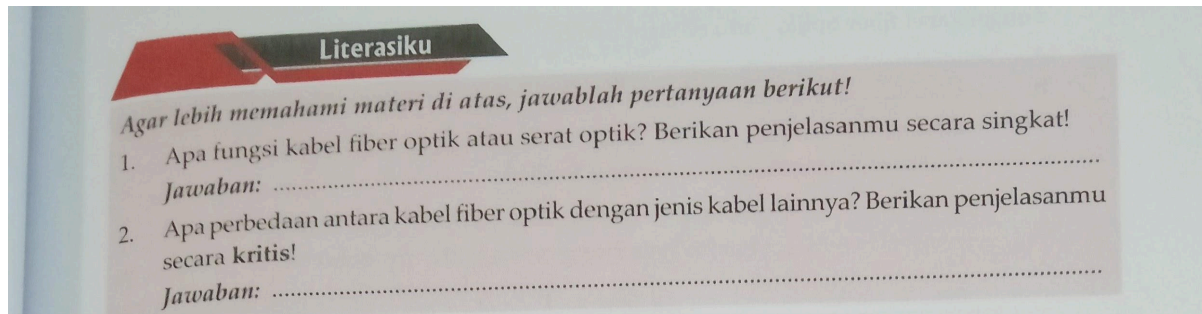 Literasiku
Agar lebih memahami materi di atas, jawablah pertanyaan berikut!
1. Apa fungsi kabel fiber optik atau serat optik? Berikan penjelasanmu secara singkat!
Jawaban: ........................................................................................................................
2. Apa perbedaan antara kabel fiber optik dengan jenis kabel lainnya? Berikan penjelasanmu
secara kritis!
Jawaban: ........................................................................................................................